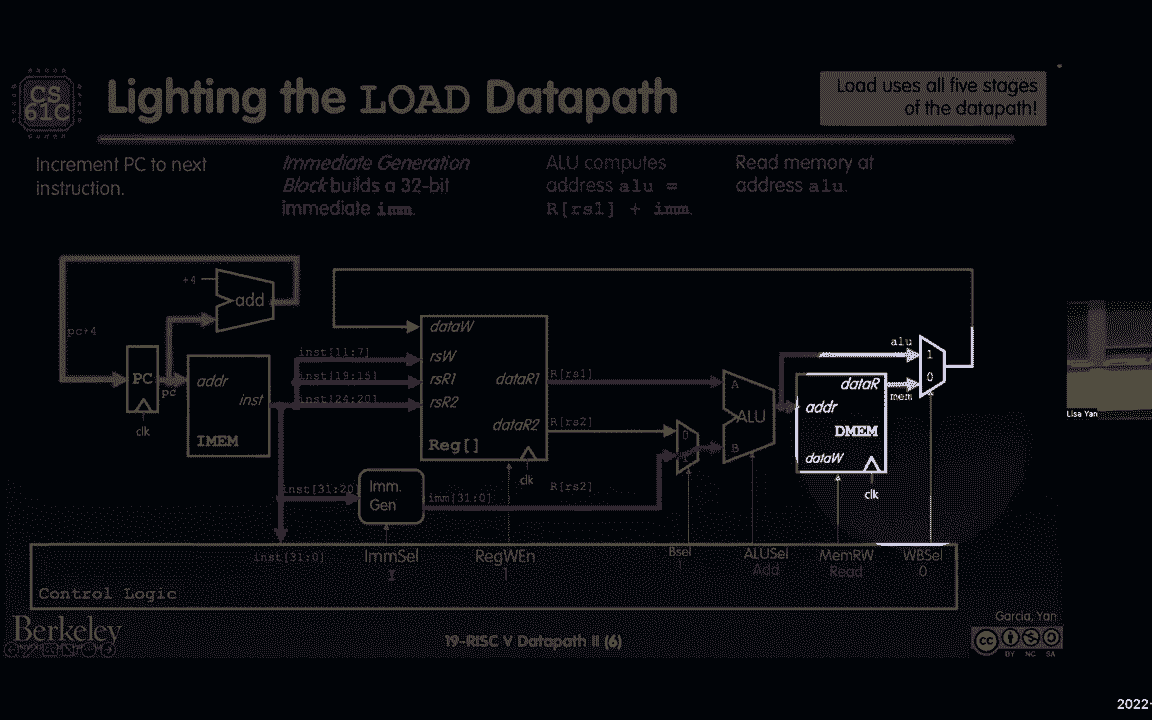 CS
61C
Lighting the LOAD Datapath
Load uses all five stages
of the datapath!
Increment PC to next
instruction.
Immediate Generation
Block builds a 32-bit
immediate imm.
ALU computes
address alu =
R[rs1] + imm.
Read memory at
address alu.
+4
add
pc+4
PC
pc
clk
addr
inst
IMEM
inst[11:7]
inst[19:15]
inst[24:20]
dataW
rsW
rsR1
rsR2
dataR1
dataR2
Reg[]
clk
R[rs1]
R[rs2]
0
1
A
B
ALU
alu
1
0
mem
dataR
addr
DMEM
dataW
clk
Lisa Yan
inst[31:20]
Imm.
Gen
imm[31:0]
R[rs2]
inst[31:0]
ImmSel
I
RegWEn
1
Bsel
1
ALUSel
Add
MemRW
Read
WBSel
0
Control Logic
Berkeley
19-RISC V Datapath II (6)
Garcia, Yan
cc
BY NC SA
2022-